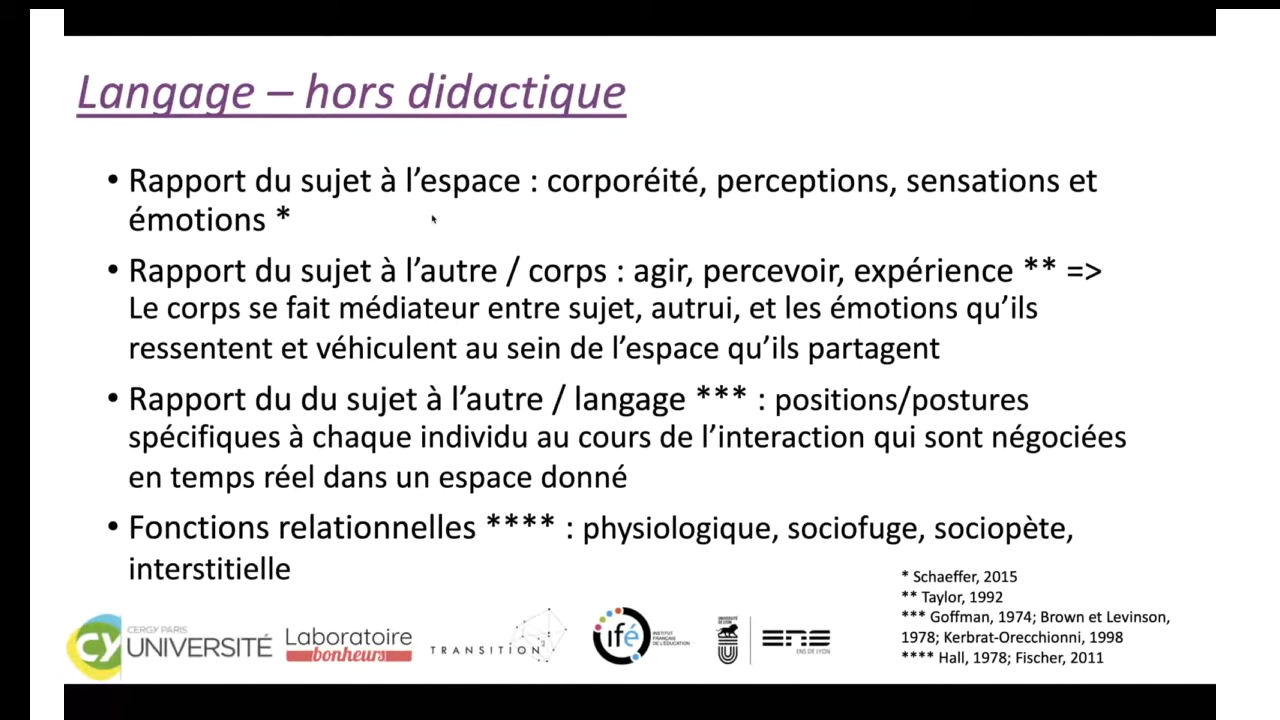 Langage – hors didactique
• Rapport du sujet à l’espace : corporéité, perceptions, sensations et
émotions *
• Rapport du sujet à l’autre / corps : agir, percevoir, expérience ** =>
Le corps se fait médiateur entre sujet, autrui, et les émotions qu’ils
ressentent et véhiculent au sein de l’espace qu’ils partagent
• Rapport du du sujet à l’autre / langage *** : positions/postures
spécifiques à chaque individu au cours de l’interaction qui sont négociées
en temps réel dans un espace donné
• Fonctions relationnelles **** : physiologique, sociofuge, sociopète,
interstitielle
* Schaeffer, 2015
** Taylor, 1992
*** Goffman, 1974; Brown et Levinson,
1978; Kerbrat-Orecchionni, 1998
**** Hall, 1978; Fischer, 2011
CY
CERGY PARIS
UNIVERSITÉ
Laboratoire
bonheurs
TRANSITION
ifé
INSTITUT
FRANÇAIS
DE L'ÉDUCATION
UNIVERSITÉ
DE LYON
ENS
ENS DE LYON